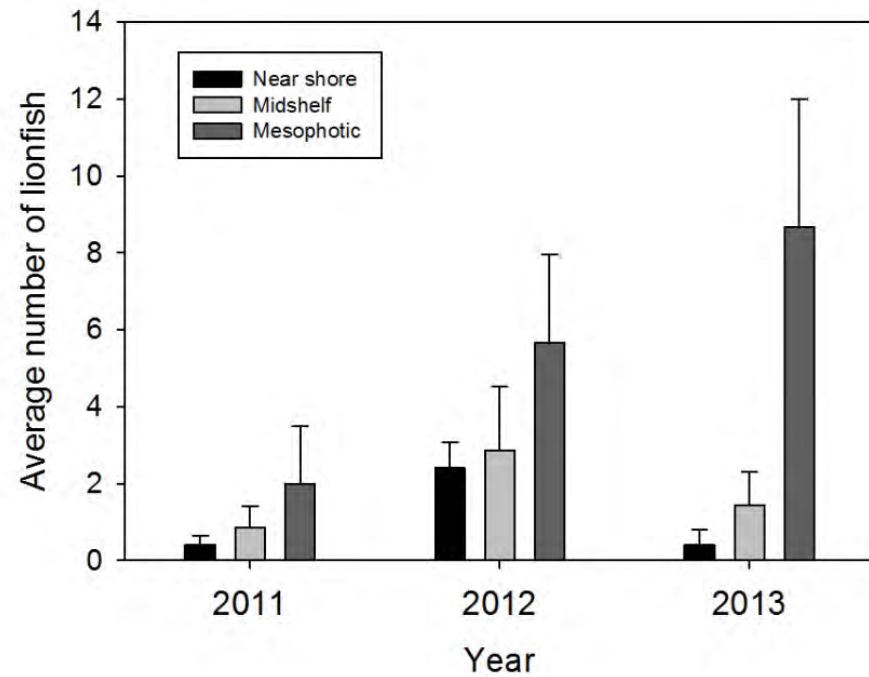 14
12
10
8
6
4
2
0
Average number of lionfish
Near shore
Midshelf
Mesophotic
2011 2012 2013
Year